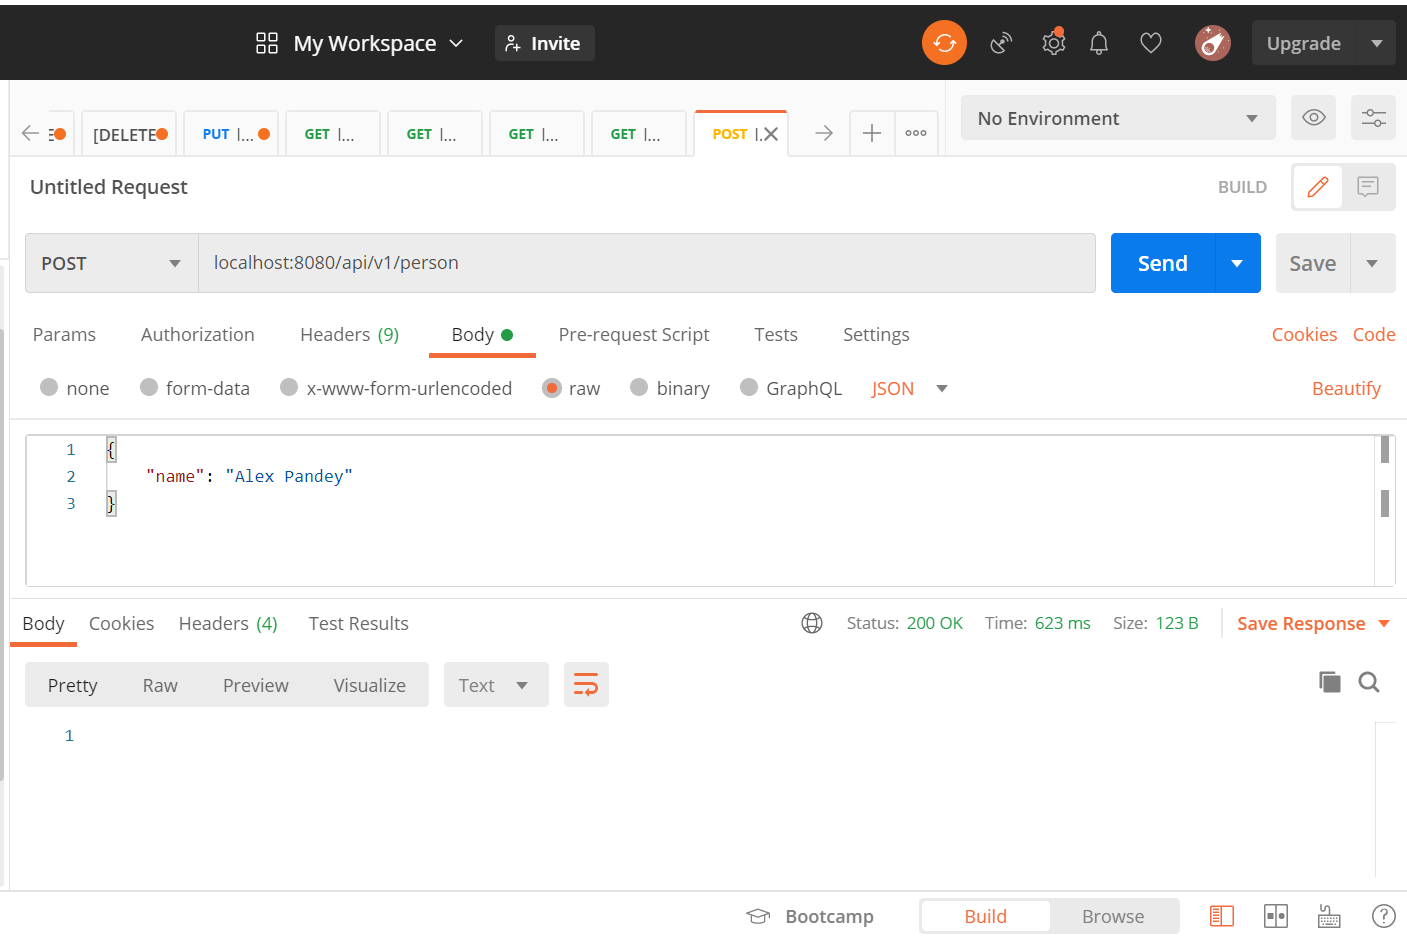 My Workspace Invite Upgrade
E [DELETE PUT l... GET l... GET l... GET l... GET l... POST l. No Environment
Untitled Request BUILD
POST localhost:8080/api/v1/person Send Save
Params Authorization Headers (9) Body Pre-request Script Tests Settings Cookies Code
none form-data x-www-form-urlencoded raw binary GraphQL JSON Beautify
1 {
2 "name": "Alex Pandey"
3 }
Body Cookies Headers (4) Test Results Status: 200 OK Time: 623 ms Size: 123 B Save Response
Pretty Raw Preview Visualize Text
1
Bootcamp Build Browse